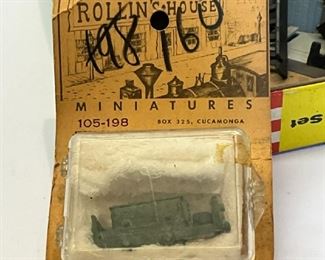 ROLLIN'S HOUSE
198 160
MINIATURES
105-198 BOX 325, CUCAMONGA
Set